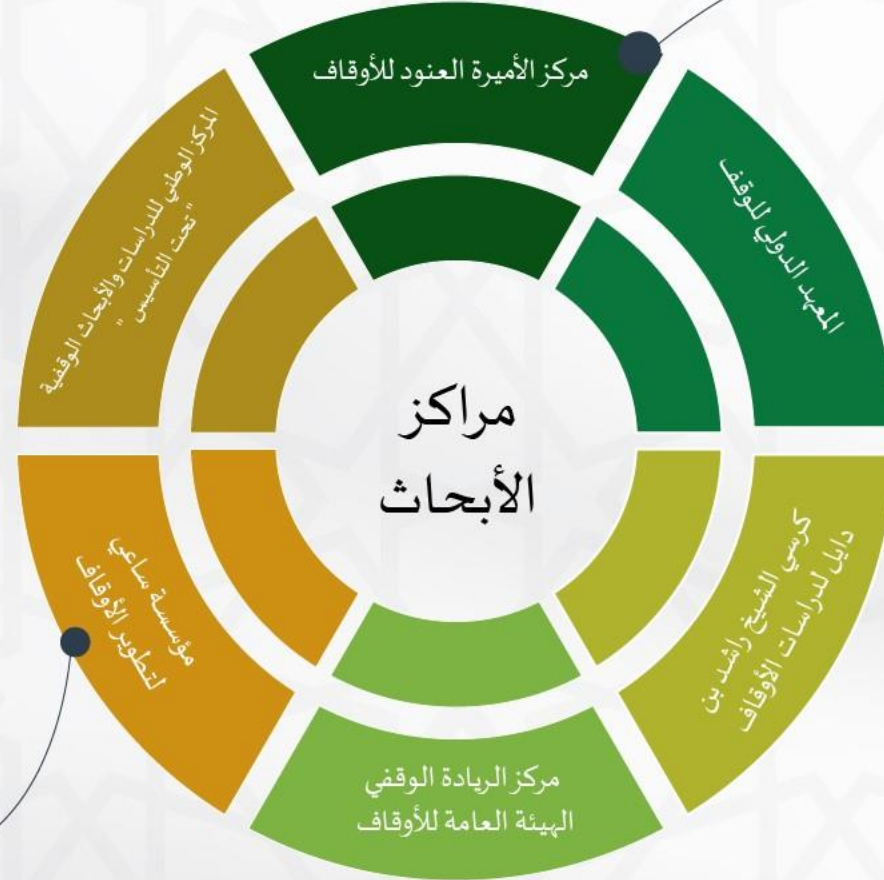 مركز الأميرة العنود للأوقاف
المعهد الدولي للوقف
كرسي الشيخ راشد بن
دايل لدراسات الأوقاف
مركز الريادة الوقفي
الهيئة العامة للأوقاف
مؤسسة ساعي
لتطوير الأوقاف
المركز الوطني للدراسات والأبحاث الوقفية
"تحت التأسيس"
مراكز
الأبحاث